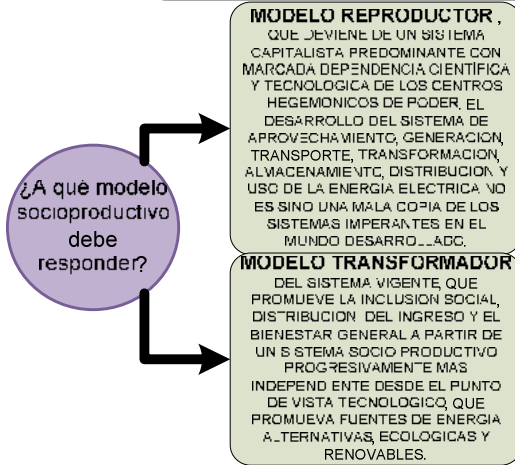 ¿A qué modelo
socioproductivo
debe
responder?
MODELO REPRODUCTOR,
QUE DEVIENE DE UN SISTEMA
CAPITALISTA PREDOMINANTE CON
MARCADA DEPENDENCIA CIENTÍFICA
Y TECNOLOGICA DE LOS CENTROS
HEGEMONICOS DE PODER. EL
DESARROLLO DEL SISTEMA DE
APROVECHAMIENTO, GENERACION,
TRANSPORTE, TRANSFORMACION,
ALMACENAMIENTO, DISTRIBUCION Y
USO DE LA ENERGIA ELECTRICA NO
ES SINO UNA MALA COPIA DE LOS
SISTEMAS IMPERANTES EN EL
MUNDO DESARROLLADO.
MODELO TRANSFORMADOR
DEL SISTEMA VIGENTE, QUE
PROMUEVE LA INCLUSION SOCIAL,
DISTRIBUCION DEL INGRESO Y EL
BIENESTAR GENERAL A PARTIR DE
UN SISTEMA SOCIO PRODUCTIVO
PROGRESIVAMENTE MAS
INDEPENDIENTE DESDE EL PUNTO
DE VISTA TECNOLOGICO, QUE
PROMUEVA FUENTES DE ENERGIA
ALTERNATIVAS, ECOLOGICAS Y
RENOVABLES.